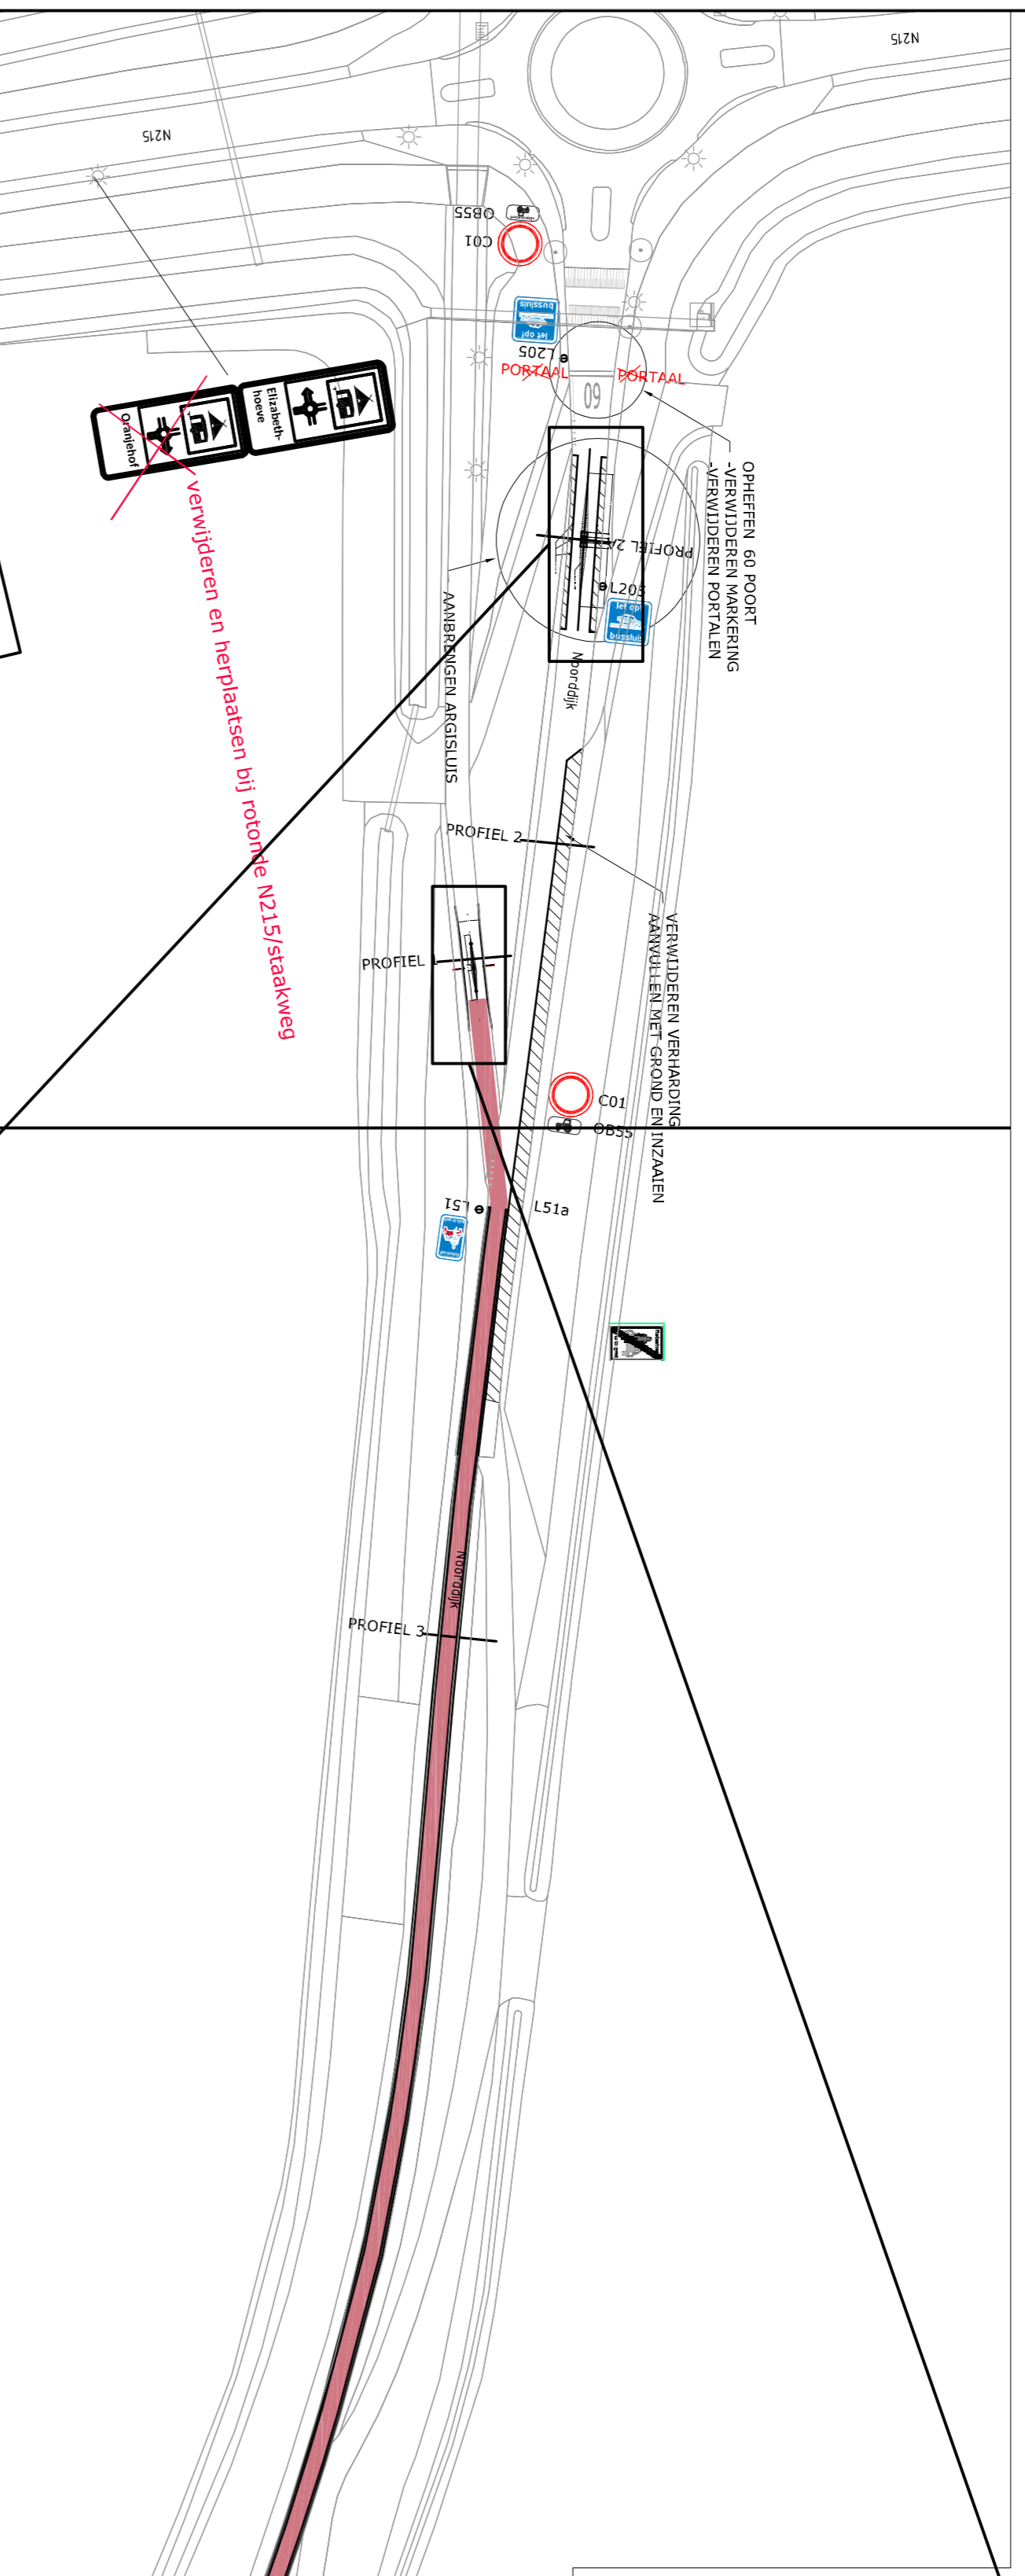 N215
N215
OB55
C01
let op!
bussluis
L205
PORTAAL
PORTAAL
60
Elizabeth-
hoeve
Oranjehof
verwijderen en herplaatsen bij rotonde N215/staakweg
OPHEFFEN 60 POORT
-VERWIJDEREN MARKERING
-VERWIJDEREN PORTALEN
PROFIEL 2A
L205
let op!
bussluis
Noorddijk
AANBRENGEN ARGISLUIS
PROFIEL 2
VERWIJDEREN VERHARDING
AANVULLEN MET GROND EN INZAAIEN
PROFIEL 1
C01
OB55
L51
L51a
Noorddijk
PROFIEL 3